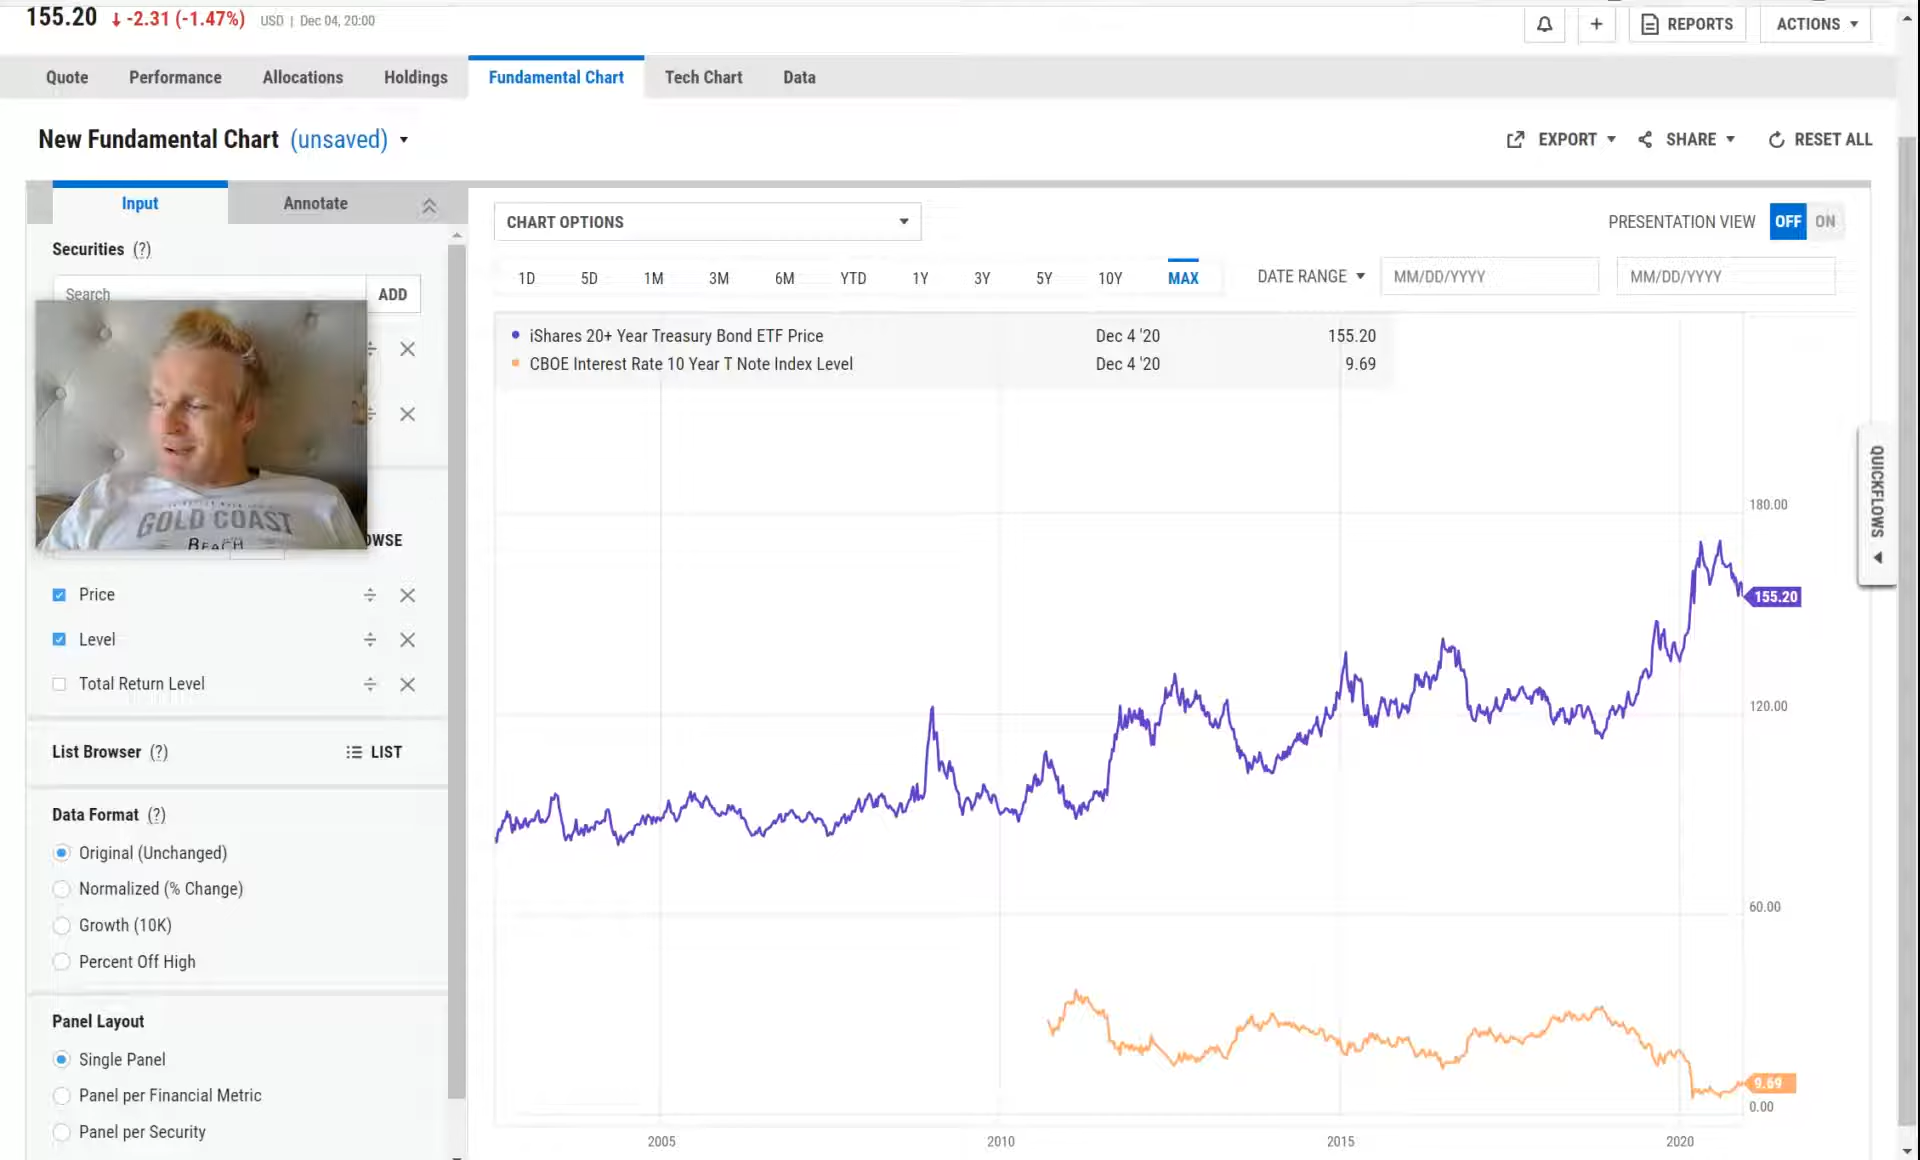 155.20 ↓ -2.31 (-1.47%) USD | Dec 04, 20:00
+ REPORTS ACTIONS
Quote Performance Allocations Holdings Fundamental Chart Tech Chart Data
New Fundamental Chart (unsaved)
EXPORT SHARE RESET ALL
Input Annotate
CHART OPTIONS
PRESENTATION VIEW OFF ON
Securities (?)
Search ADD
1D 5D 1M 3M 6M YTD 1Y 3Y 5Y 10Y MAX DATE RANGE MM/DD/YYYY MM/DD/YYYY
iShares 20+ Year Treasury Bond ETF Price Dec 4 '20 155.20
CBOE Interest Rate 10 Year T Note Index Level Dec 4 '20 9.69
GOLD COAST
BEACH
OWSE
Price
Level
Total Return Level
List Browser (?) LIST
Data Format (?)
Original (Unchanged)
Normalized (% Change)
Growth (10K)
Percent Off High
Panel Layout
Single Panel
Panel per Financial Metric
Panel per Security
QUICKFLOWS
180.00
155.20
120.00
60.00
9.69
0.00
2005 2010 2015 2020